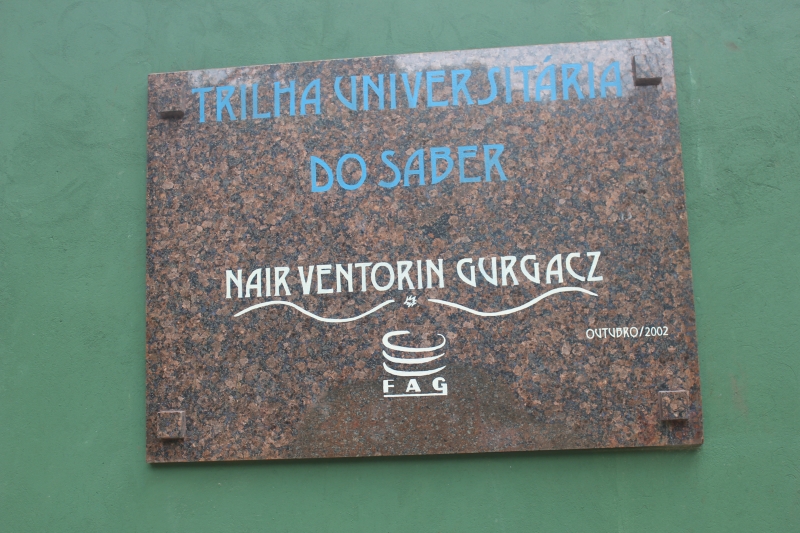 TRILHA UNIVERSITÁRIA
DO SABER
NAIR VENTORIN GURGACZ
OUTUBRO/2002
FAG